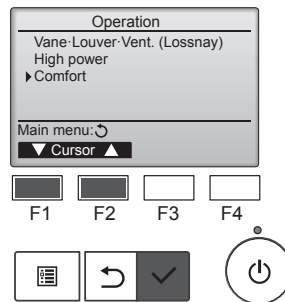 Operation
Vane·Louver·Vent. (Lossnay)
High power
Comfort
Main menu:
Cursor
F1 F2 F3 F4